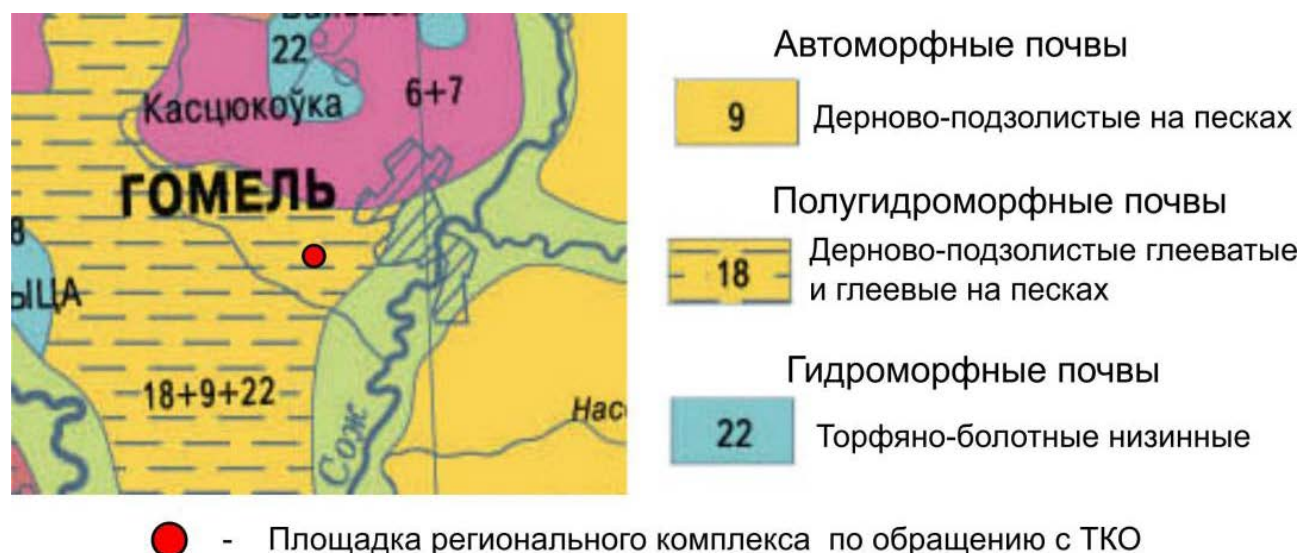 22
Касцюкоўка
6+7
ГОМЕЛЬ
8
ЫЦА
18+9+22
Сож
Нас
Автоморфные почвы
9
Дерново-подзолистые на песках
Полугидроморфные почвы
18
Дерново-подзолистые глееватые
и глеевые на песках
Гидроморфные почвы
22
Торфяно-болотные низинные
- Площадка регионального комплекса по обращению с ТКО